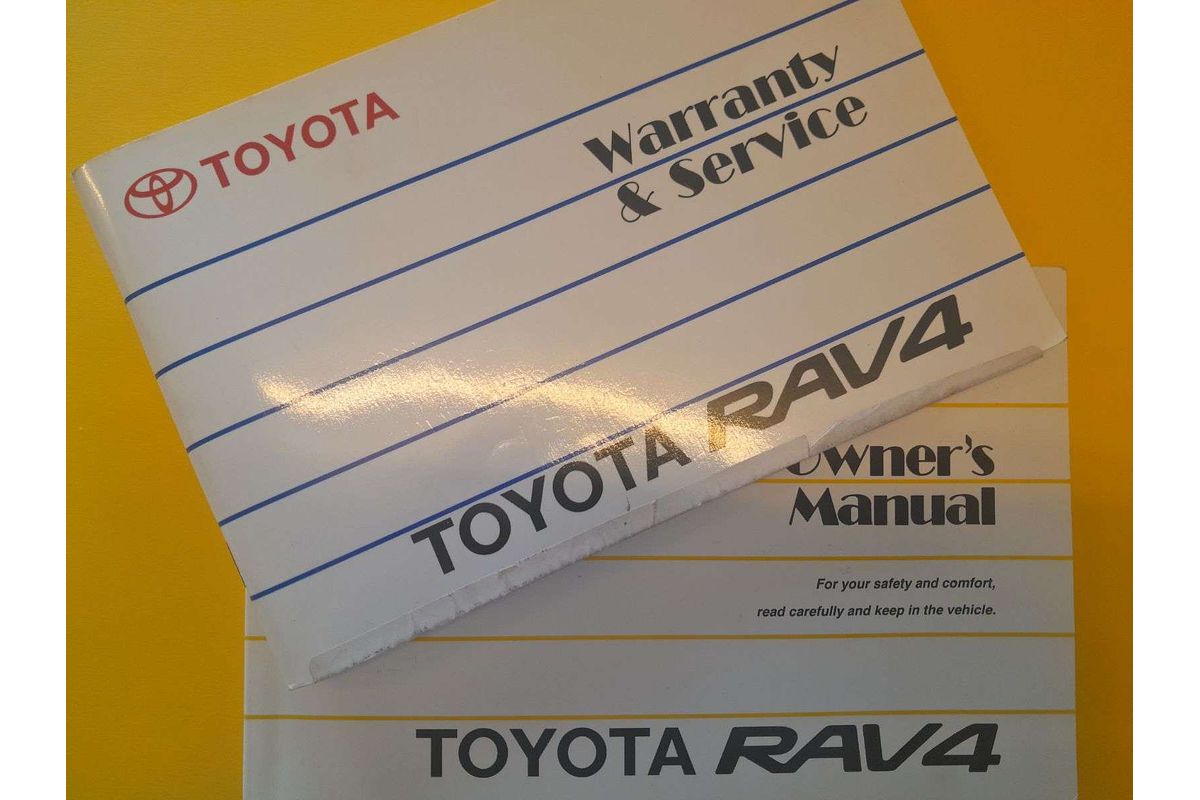 TOYOTA
Warranty
& Service
TOYOTA RAV4
Owner's
Manual
For your safety and comfort,
read carefully and keep in the vehicle.
TOYOTA RAV4